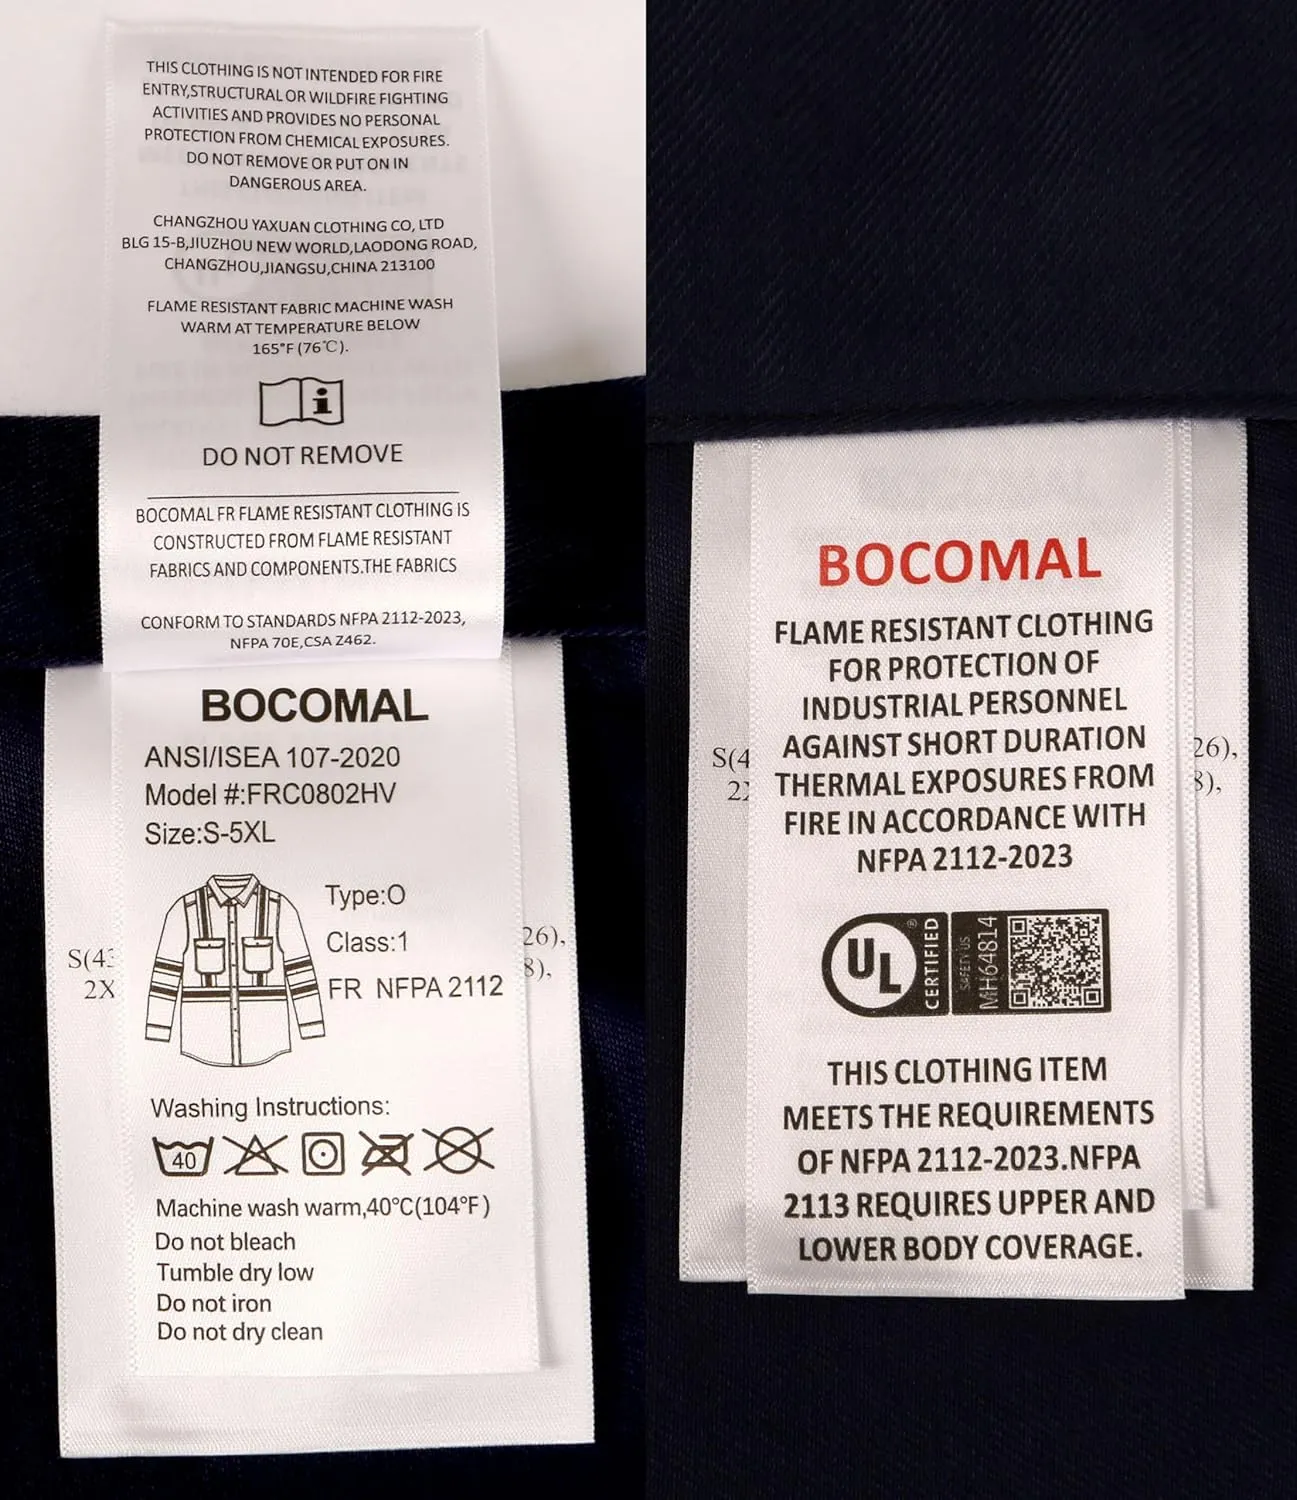 THIS CLOTHING IS NOT INTENDED FOR FIRE
ENTRY,STRUCTURAL OR WILDFIRE FIGHTING
ACTIVITIES AND PROVIDES NO PERSONAL
PROTECTION FROM CHEMICAL EXPOSURES.
DO NOT REMOVE OR PUT ON IN
DANGEROUS AREA.
CHANGZHOU YAXUAN CLOTHING CO, LTD
BLG 15-B,JIUZHOU NEW WORLD,LAODONG ROAD,
CHANGZHOU,JIANGSU,CHINA 213100
FLAME RESISTANT FABRIC MACHINE WASH
WARM AT TEMPERATURE BELOW
165°F (76℃).
i
DO NOT REMOVE
BOCOMAL FR FLAME RESISTANT CLOTHING IS
CONSTRUCTED FROM FLAME RESISTANT
FABRICS AND COMPONENTS.THE FABRICS
CONFORM TO STANDARDS NFPA 2112-2023,
NFPA 70E,CSA Z462.
BOCOMAL
ANSI/ISEA 107-2020
Model #:FRC0802HV
Size:S-5XL
Type:O
Class:1
FR NFPA 2112
S(43
26),
2X
8),
Washing Instructions:
40
Machine wash warm,40℃(104℉)
Do not bleach
Tumble dry low
Do not iron
Do not dry clean
BOCOMAL
FLAME RESISTANT CLOTHING
FOR PROTECTION OF
INDUSTRIAL PERSONNEL
AGAINST SHORT DURATION
THERMAL EXPOSURES FROM
FIRE IN ACCORDANCE WITH
NFPA 2112-2023
S(4
26),
2X
8),
UL
®
CERTIFIED
SAFETY US
MH64814
THIS CLOTHING ITEM
MEETS THE REQUIREMENTS
OF NFPA 2112-2023.NFPA
2113 REQUIRES UPPER AND
LOWER BODY COVERAGE.